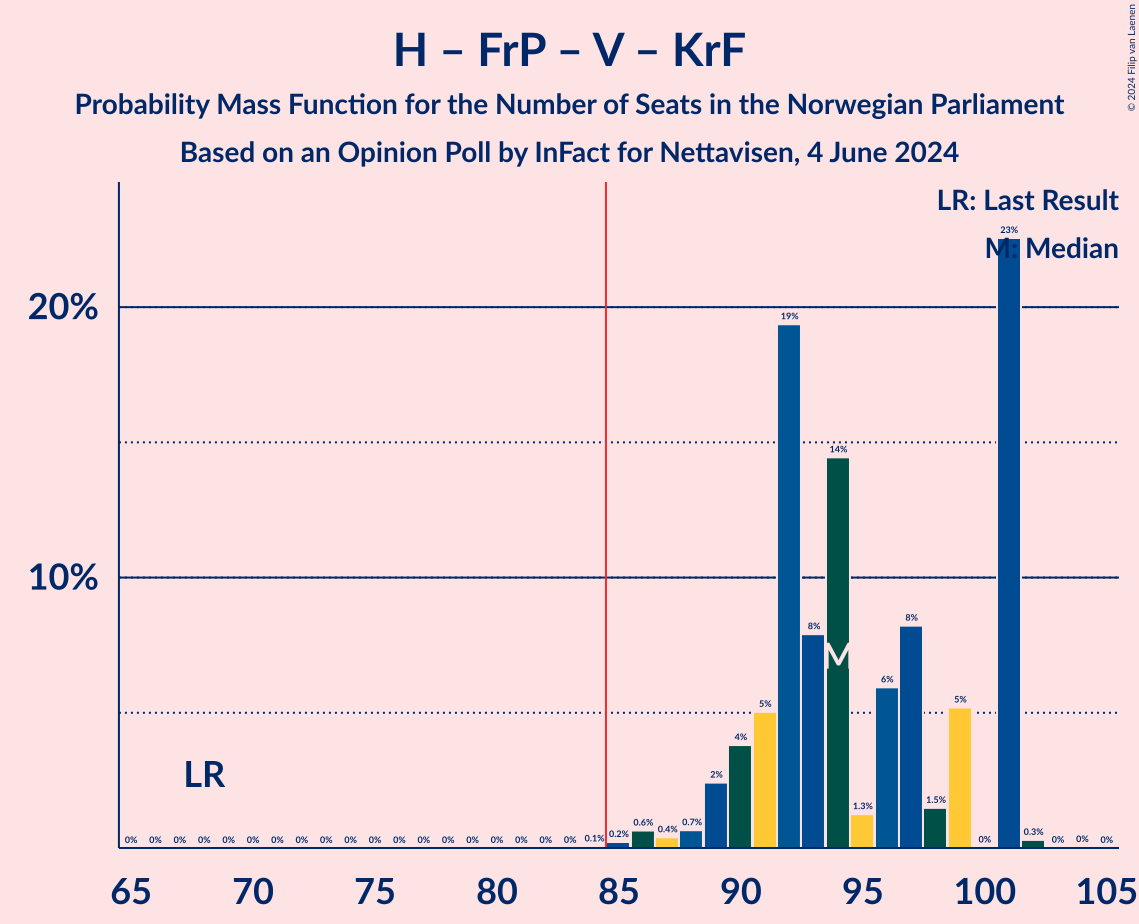 H – FrP – V – KrF
Probability Mass Function for the Number of Seats in the Norwegian Parliament
Based on an Opinion Poll by InFact for Nettavisen, 4 June 2024
© 2024 Filip van Laenen
LR: Last Result
M: Median
20%
10%
LR
M
0% 0% 0% 0% 0% 0% 0% 0% 0% 0% 0% 0% 0% 0% 0% 0% 0% 0% 0% 0.1% 0.2% 0.6% 0.4% 0.7% 2% 4% 5% 19% 8% 14% 1.3% 6% 8% 1.5% 5% 0% 23% 0.3% 0% 0% 0%
65 70 75 80 85 90 95 100 105